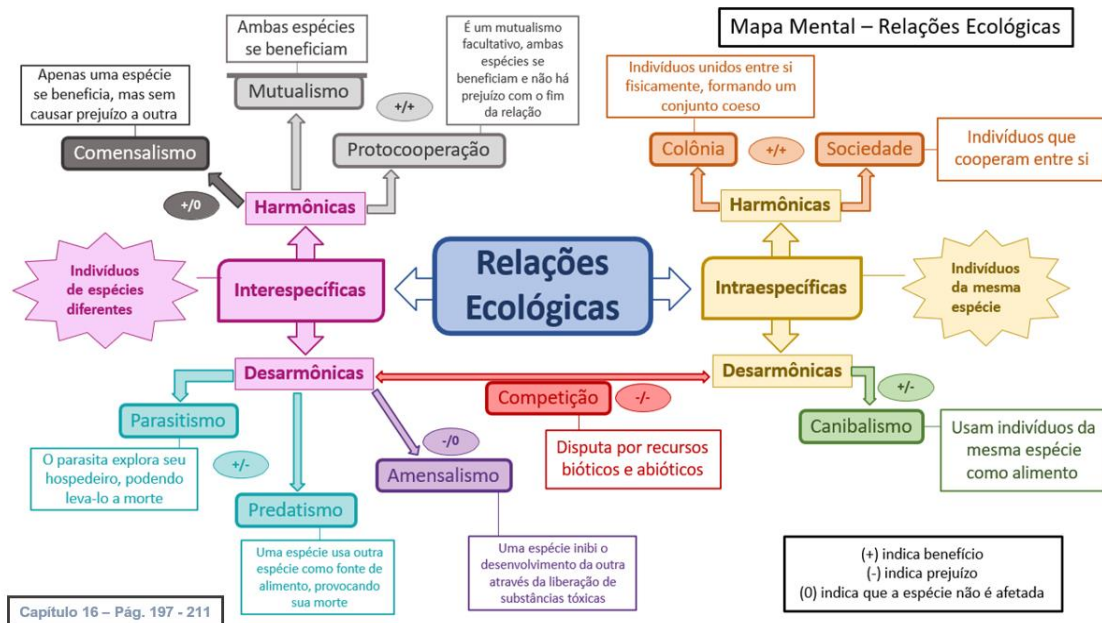 Mapa Mental – Relações Ecológicas
Ambas espécies
se beneficiam
Mutualismo
É um mutualismo
facultativo, ambas
espécies se
beneficiam e não há
prejuízo com o fim
da relação
+/+
Protocooperação
Apenas uma espécie
se beneficia, mas sem
causar prejuízo a outra
Comensalismo
+/0
Harmônicas
Indivíduos
de espécies
diferentes
Interespecíficas
Relações
Ecológicas
Indivíduos unidos entre si
fisicamente, formando um
conjunto coeso
Colônia
+/+
Sociedade
Indivíduos que
cooperam entre si
Harmônicas
Intraespecíficas
Indivíduos
da mesma
espécie
Desarmônicas
Parasitismo
+/-
O parasita explora seu
hospedeiro, podendo
leva-lo a morte
Predatismo
Uma espécie usa outra
espécie como fonte de
alimento, provocando
sua morte
-/0
Amensalismo
Uma espécie inibi o
desenvolvimento da outra
através da liberação de
substâncias tóxicas
Competição
-/-
Disputa por recursos
bióticos e abióticos
Desarmônicas
+/-
Canibalismo
Usam indivíduos da
mesma espécie
como alimento
(+) indica benefício
(-) indica prejuízo
(0) indica que a espécie não é afetada
Capítulo 16 – Pág. 197 - 211